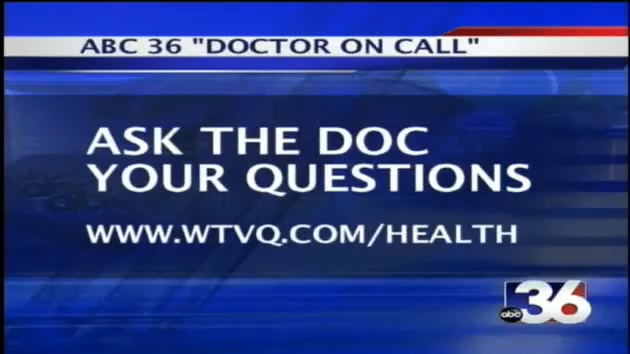 ABC 36 "DOCTOR ON CALL"
ASK THE DOC
YOUR QUESTIONS
WWW.WTVQ.COM/HEALTH
abc 36